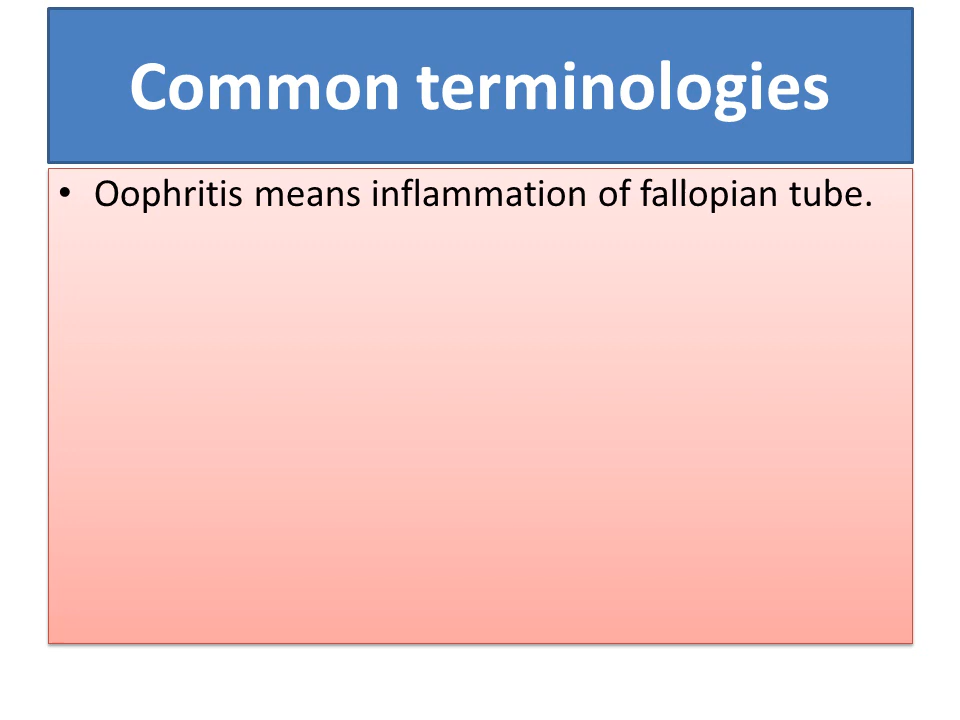 Common terminologies
• Oophritis means inflammation of fallopian tube.